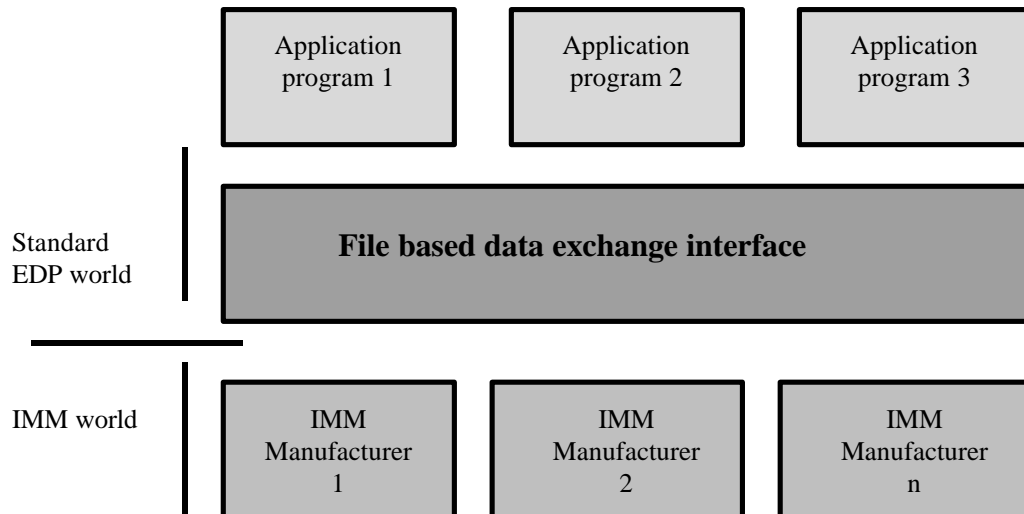 Application
program 1
Application
program 2
Application
program 3
Standard
EDP world
File based data exchange interface
IMM world
IMM
Manufacturer
1
IMM
Manufacturer
2
IMM
Manufacturer
n